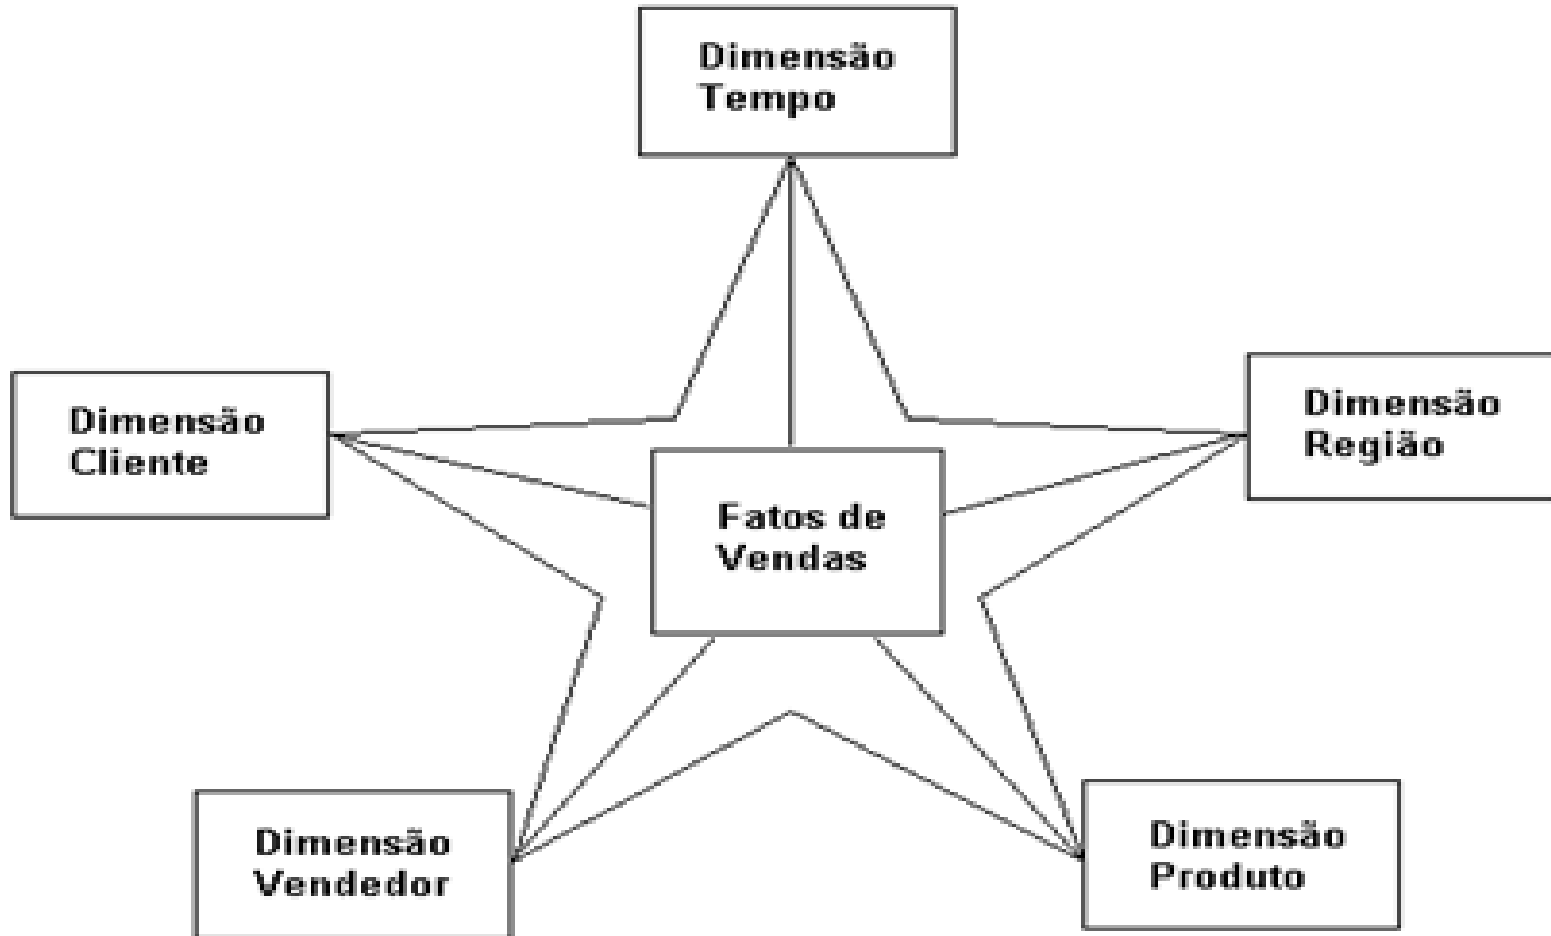 Dimensão
Tempo
Dimensão
Cliente
Dimensão
Região
Fatos de
Vendas
Dimensão
Vendedor
Dimensão
Produto